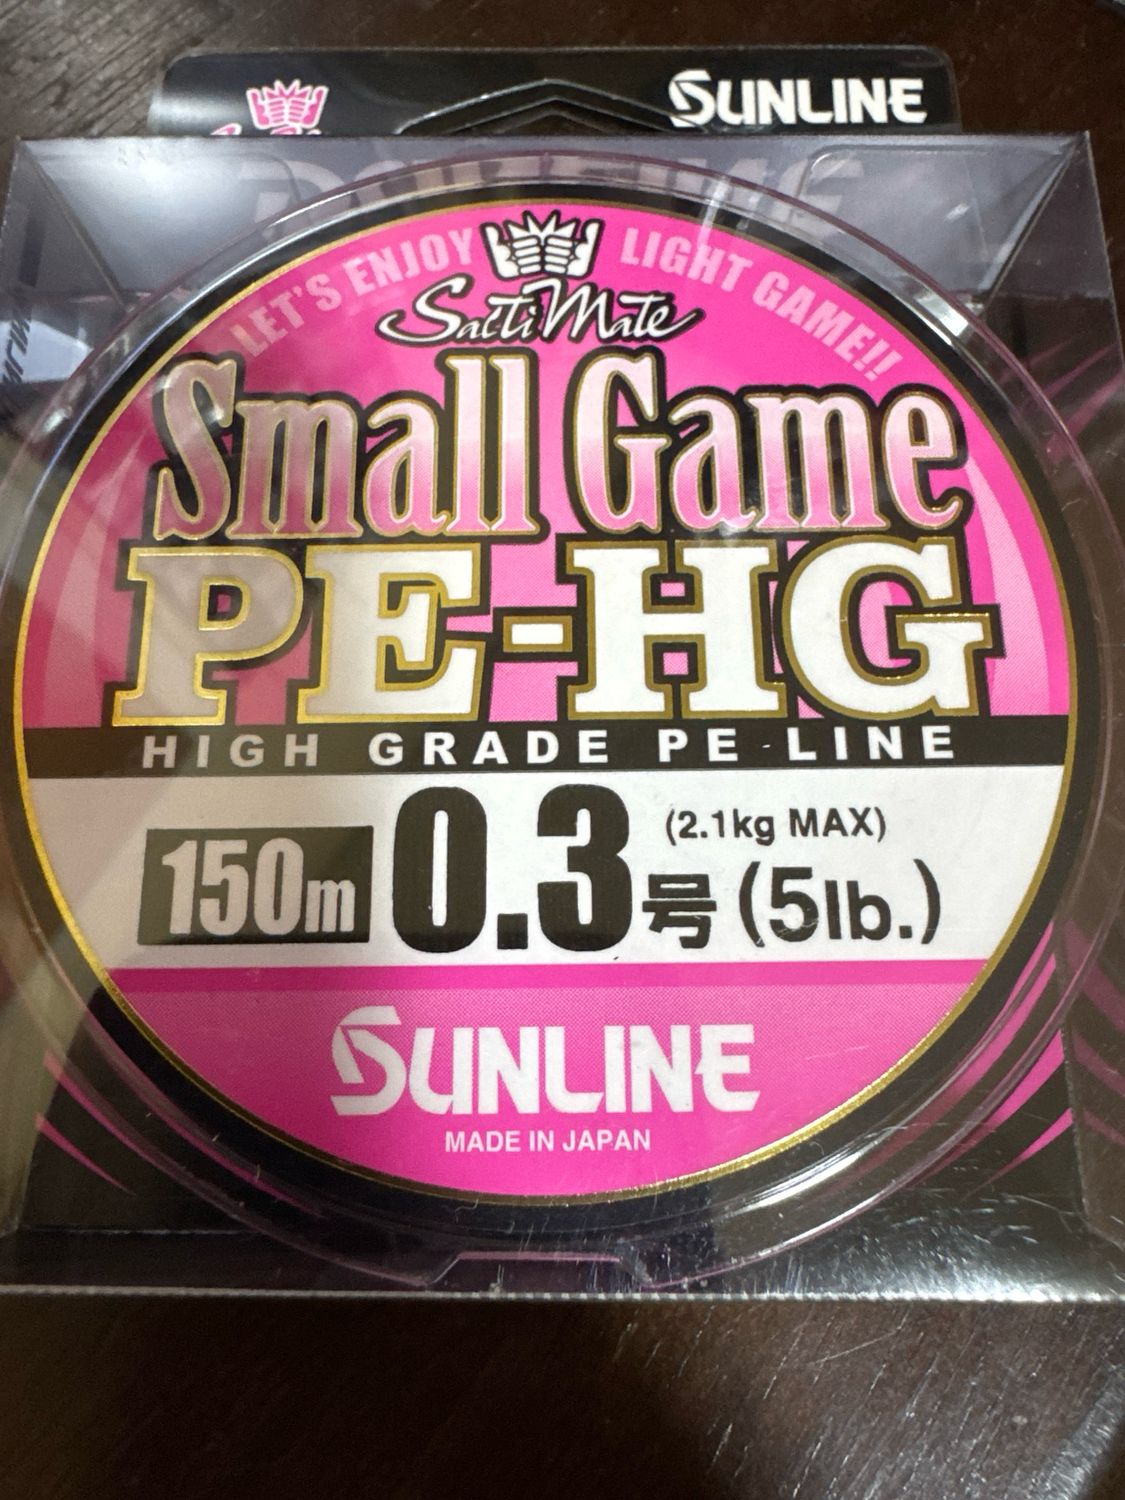 SUNLINE
LET'S ENJOY LIGHT GAME!!
SaltiMate
Small Game
PE-HG
HIGH GRADE PE-LINE
150m 0.3号 (2.1kg MAX) (5lb.)
SUNLINE
MADE IN JAPAN